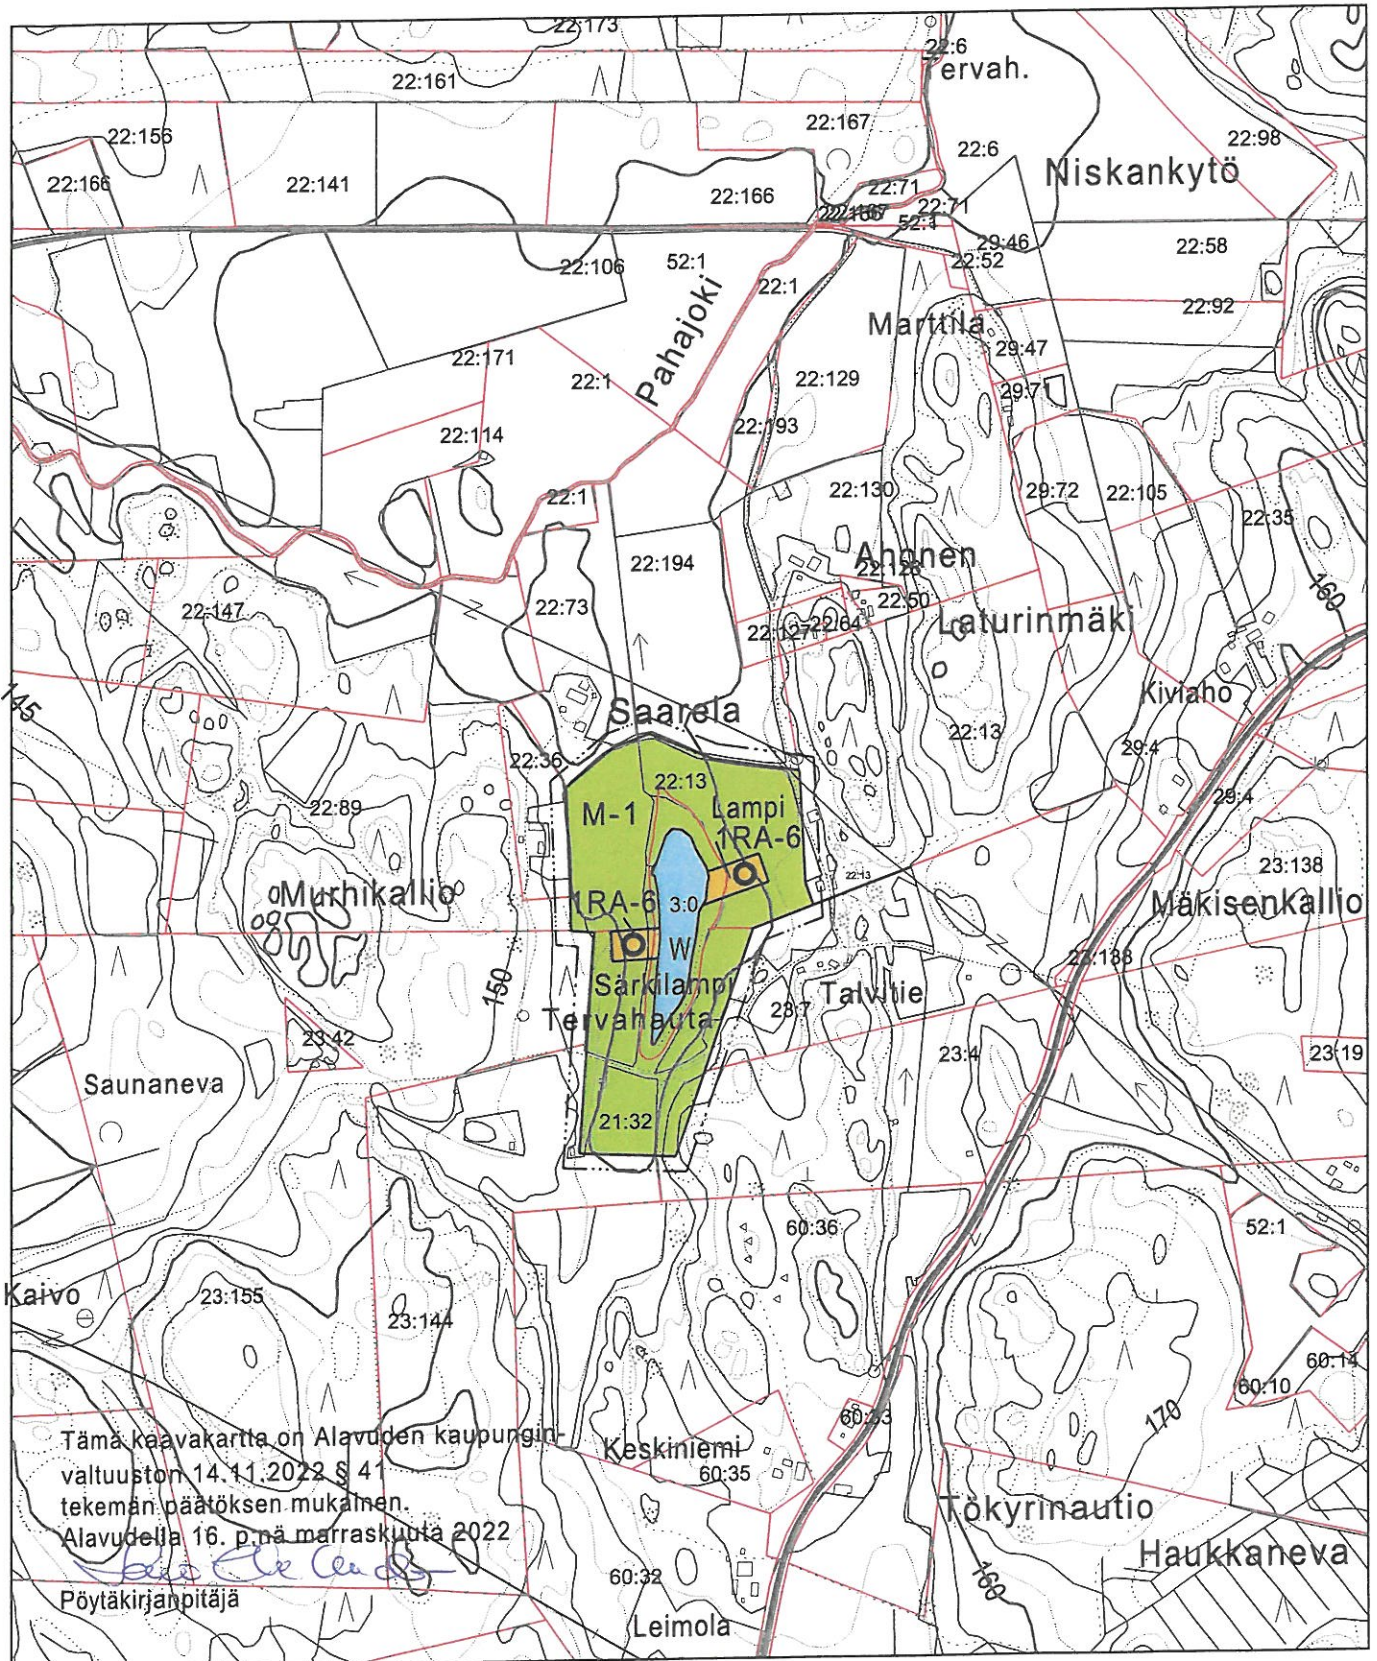 22:173
22:6
ervah.
22:161
22:156
22:167
22:98
22:6
22:166
22:141
22:166
22:71
Niskankytö
22:71
52:1
29:46
22:58
22:106
52:1
22:52
22:1
22:92
Pahajoki
Marttila
22:171
29:47
22:1
22:129
29:71
22:114
22:193
22:1
22:130
29:72
22:105
22:35
Ahonen
22:194
22:128
160
22:147
22:73
22:50
22:127
22:64
Laturinmäki
145
Saarela
Kiviaho
22:36
22:13
29:4
22:13
22:89
M-1
Lampi
29:4
1RA-6
23:138
22:13
Murhikallio
1RA-6
3:0
Mäkisenkallio
W
23:138
150
Särkilampi
Talvitie
Tervahauta
23:7
23:42
23:4
23:19
Saunaneva
21:32
60:36
52:1
Kaivo
23:155
23:144
60:14
60:10
170
60:33
Tämä kaavakartta on Alavuden kaupungin-
valtuuston 14.11.2022 § 41
tekemän päätöksen mukainen.
Alavudella 16. p:nä marraskuuta 2022
Pöytäkirjanpitäjä
Keskiniemi
60:35
Tökyrinautio
Haukkaneva
160
60:32
Leimola